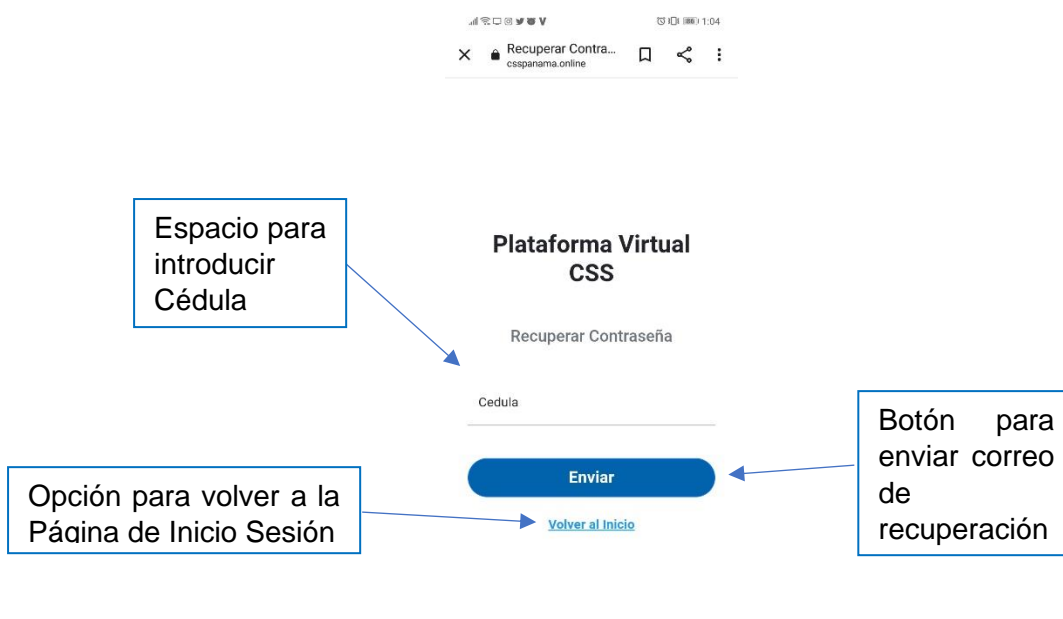 1:04
Recuperar Contra...
csspanama.online
Espacio para
introducir
Cédula
Plataforma Virtual
CSS
Recuperar Contraseña
Cedula
Botón para
enviar correo
de
recuperación
Enviar
Opción para volver a la
Página de Inicio Sesión
Volver al Inicio